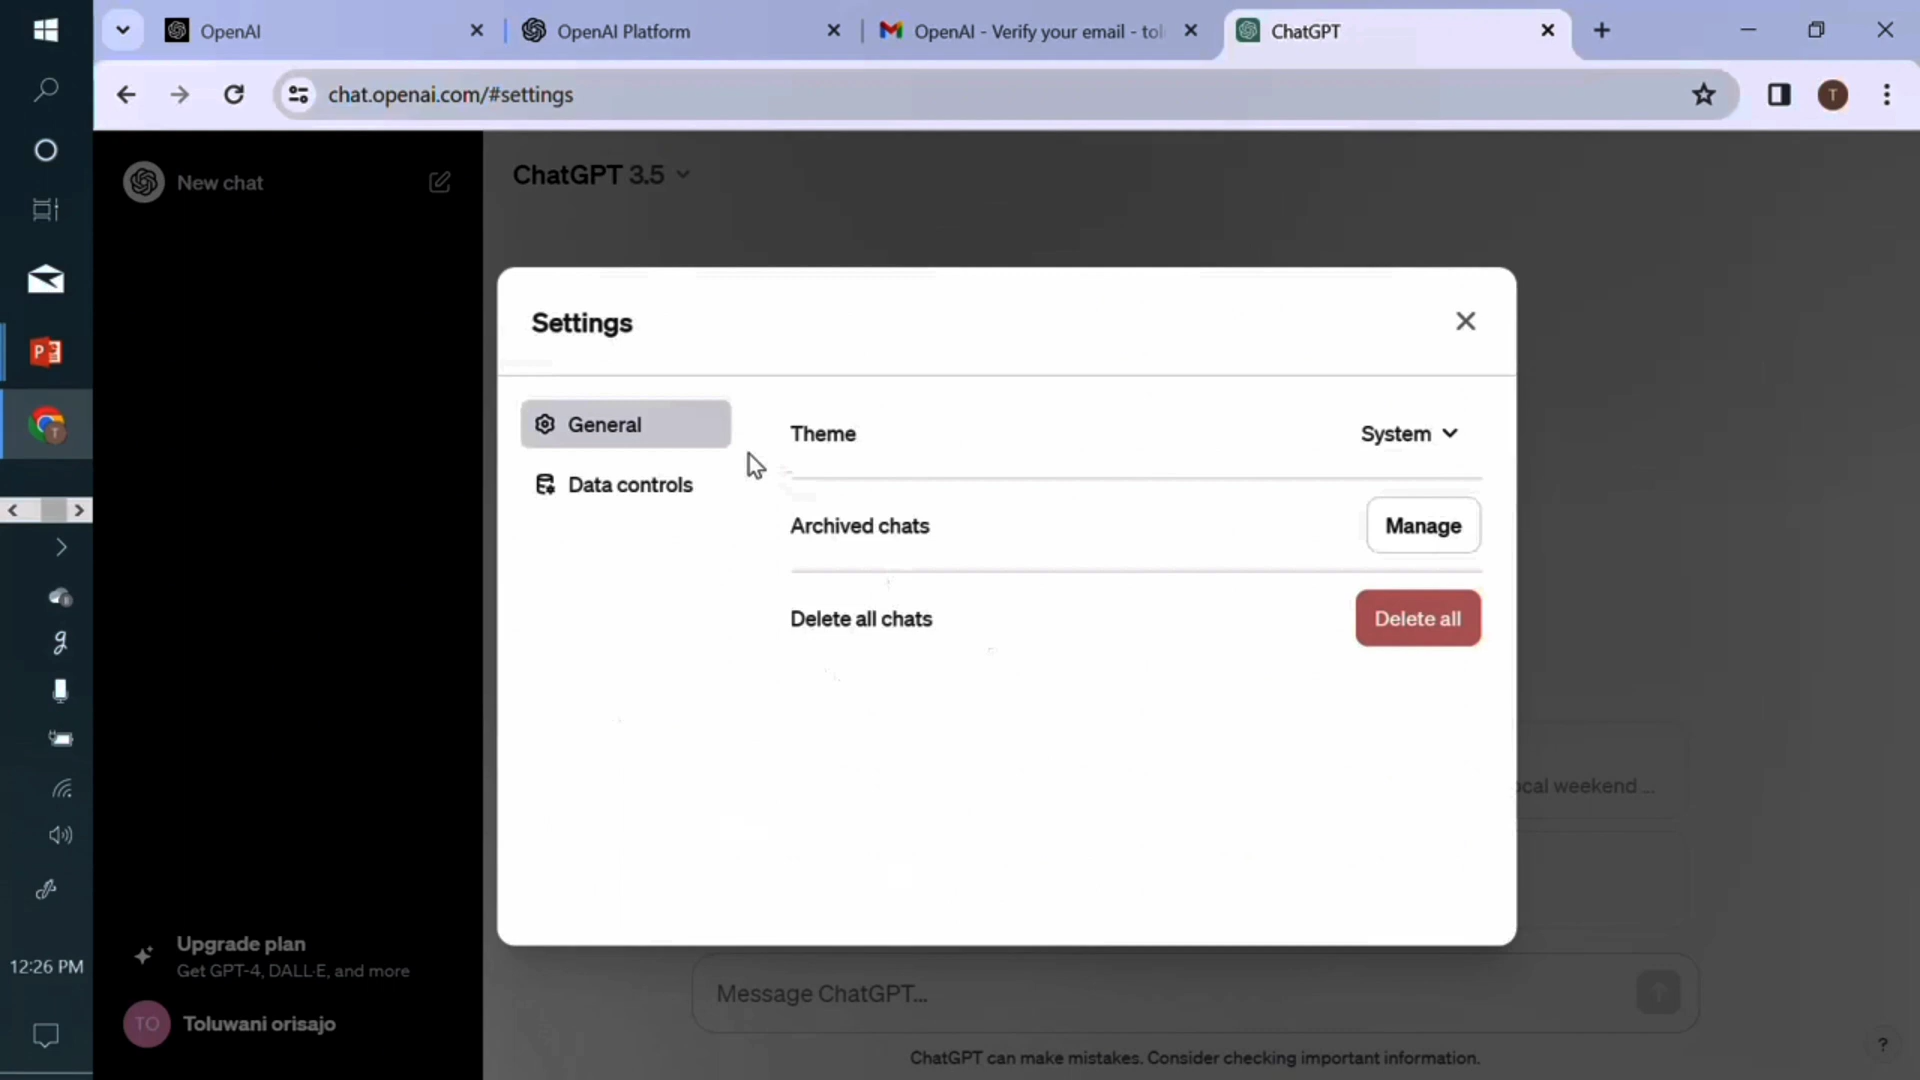 OpenAI
OpenAI Platform
OpenAI - Verify your email - tol
ChatGPT
chat.openai.com/#settings
T
New chat
ChatGPT 3.5
Settings
General
Data controls
Theme
System
Archived chats
Manage
Delete all chats
Delete all
ocal weekend ...
Upgrade plan
Get GPT-4, DALL·E, and more
TO
Toluwani orisajo
Message ChatGPT...
ChatGPT can make mistakes. Consider checking important information.
?
12:26 PM